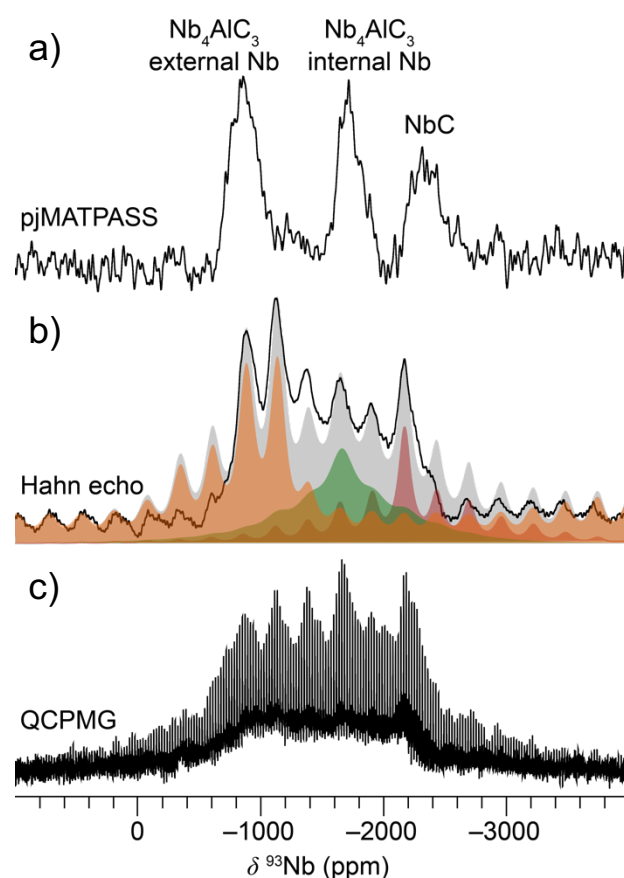 a)
Nb₄AlC₃
external Nb
Nb₄AlC₃
internal Nb
NbC
pjMATPASS
b)
Hahn echo
c)
QCPMG
0 –1000 –2000 –3000
δ ⁹³Nb (ppm)